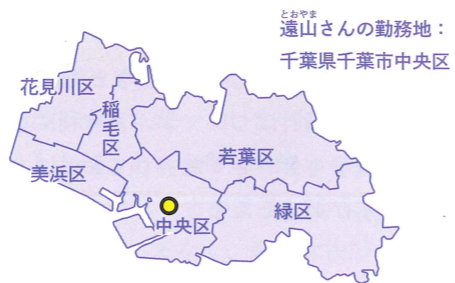 とおやま
遠山さんの勤務地：
千葉県千葉市中央区
花見川区
稲毛区
美浜区
若葉区
中央区
緑区